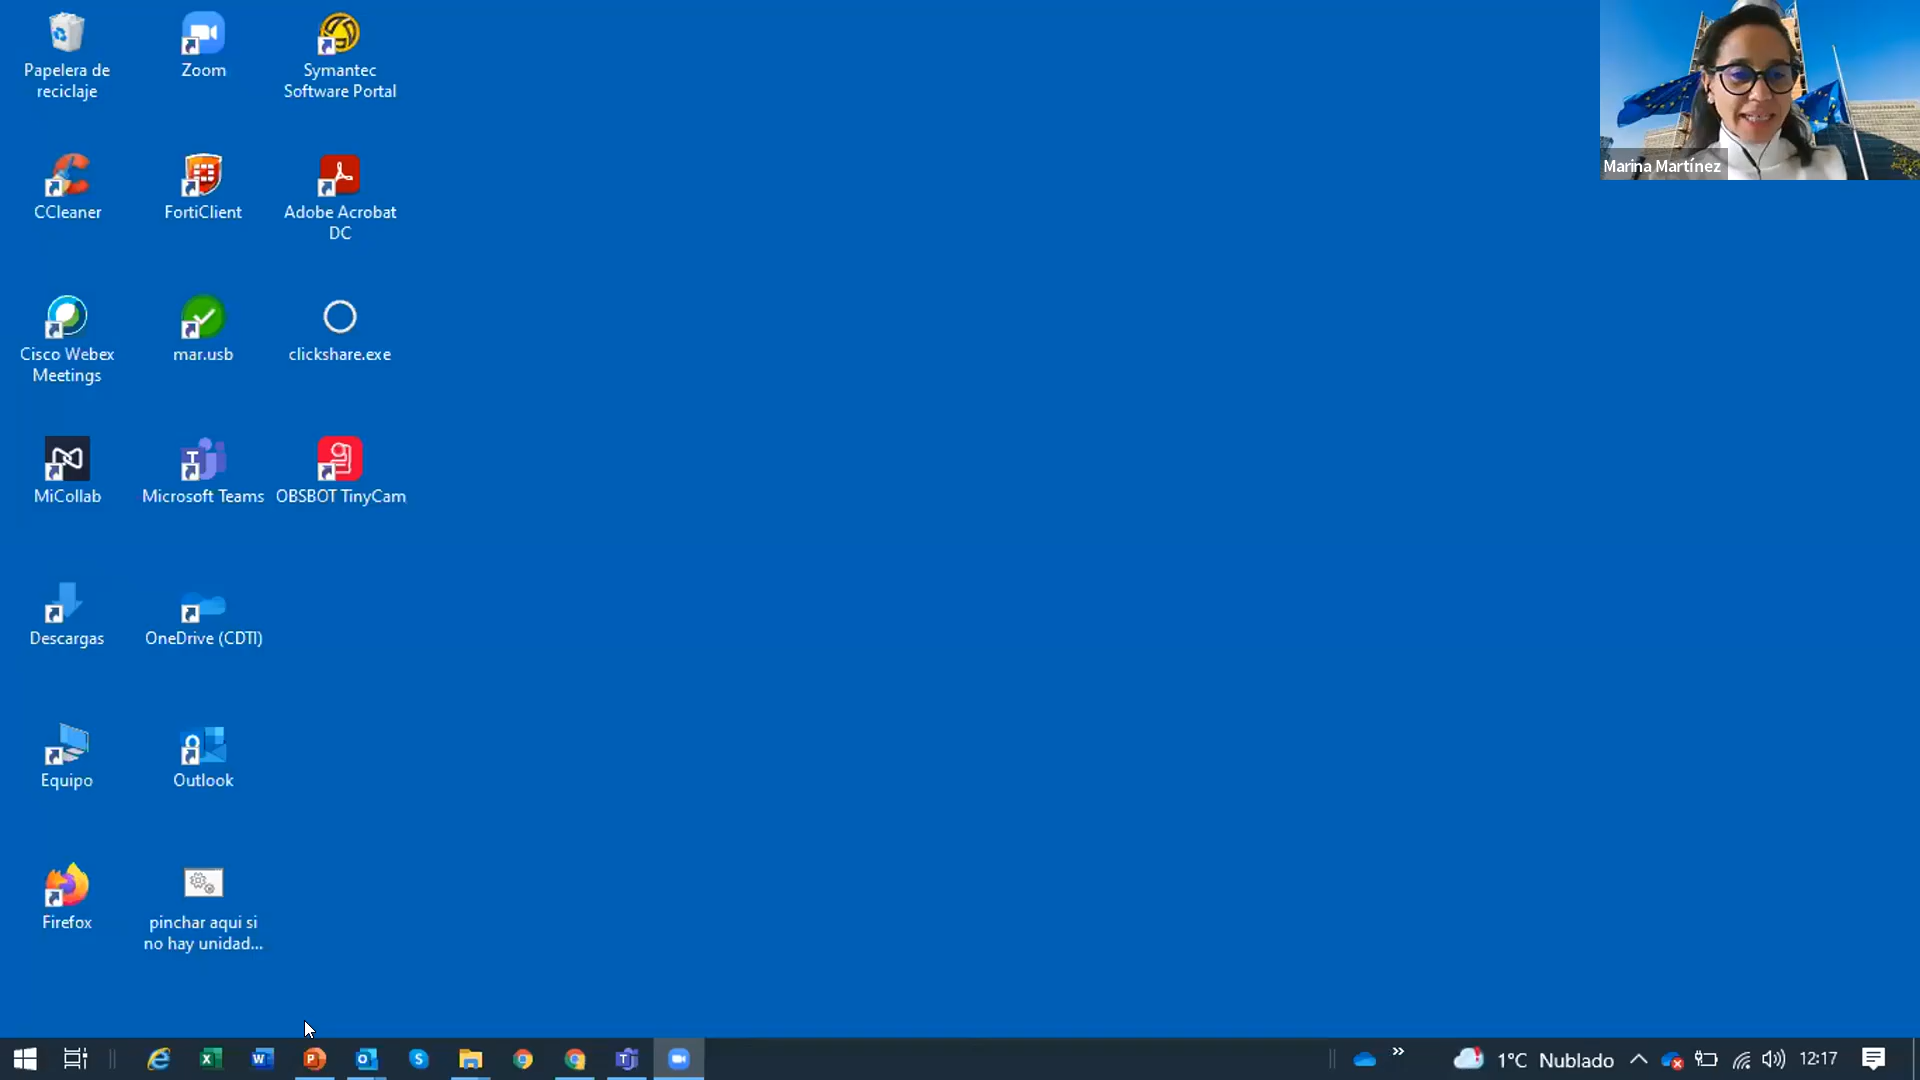 Papelera de
reciclaje
Zoom
Symantec
Software Portal
Marina Martínez
CCleaner
FortiClient
Adobe Acrobat
DC
Cisco Webex
Meetings
mar.usb
clickshare.exe
MiCollab
Microsoft Teams
OBSBOT TinyCam
Descargas
OneDrive (CDTI)
Equipo
Outlook
Firefox
pinchar aqui si
no hay unidad...
1°C Nublado
12:17